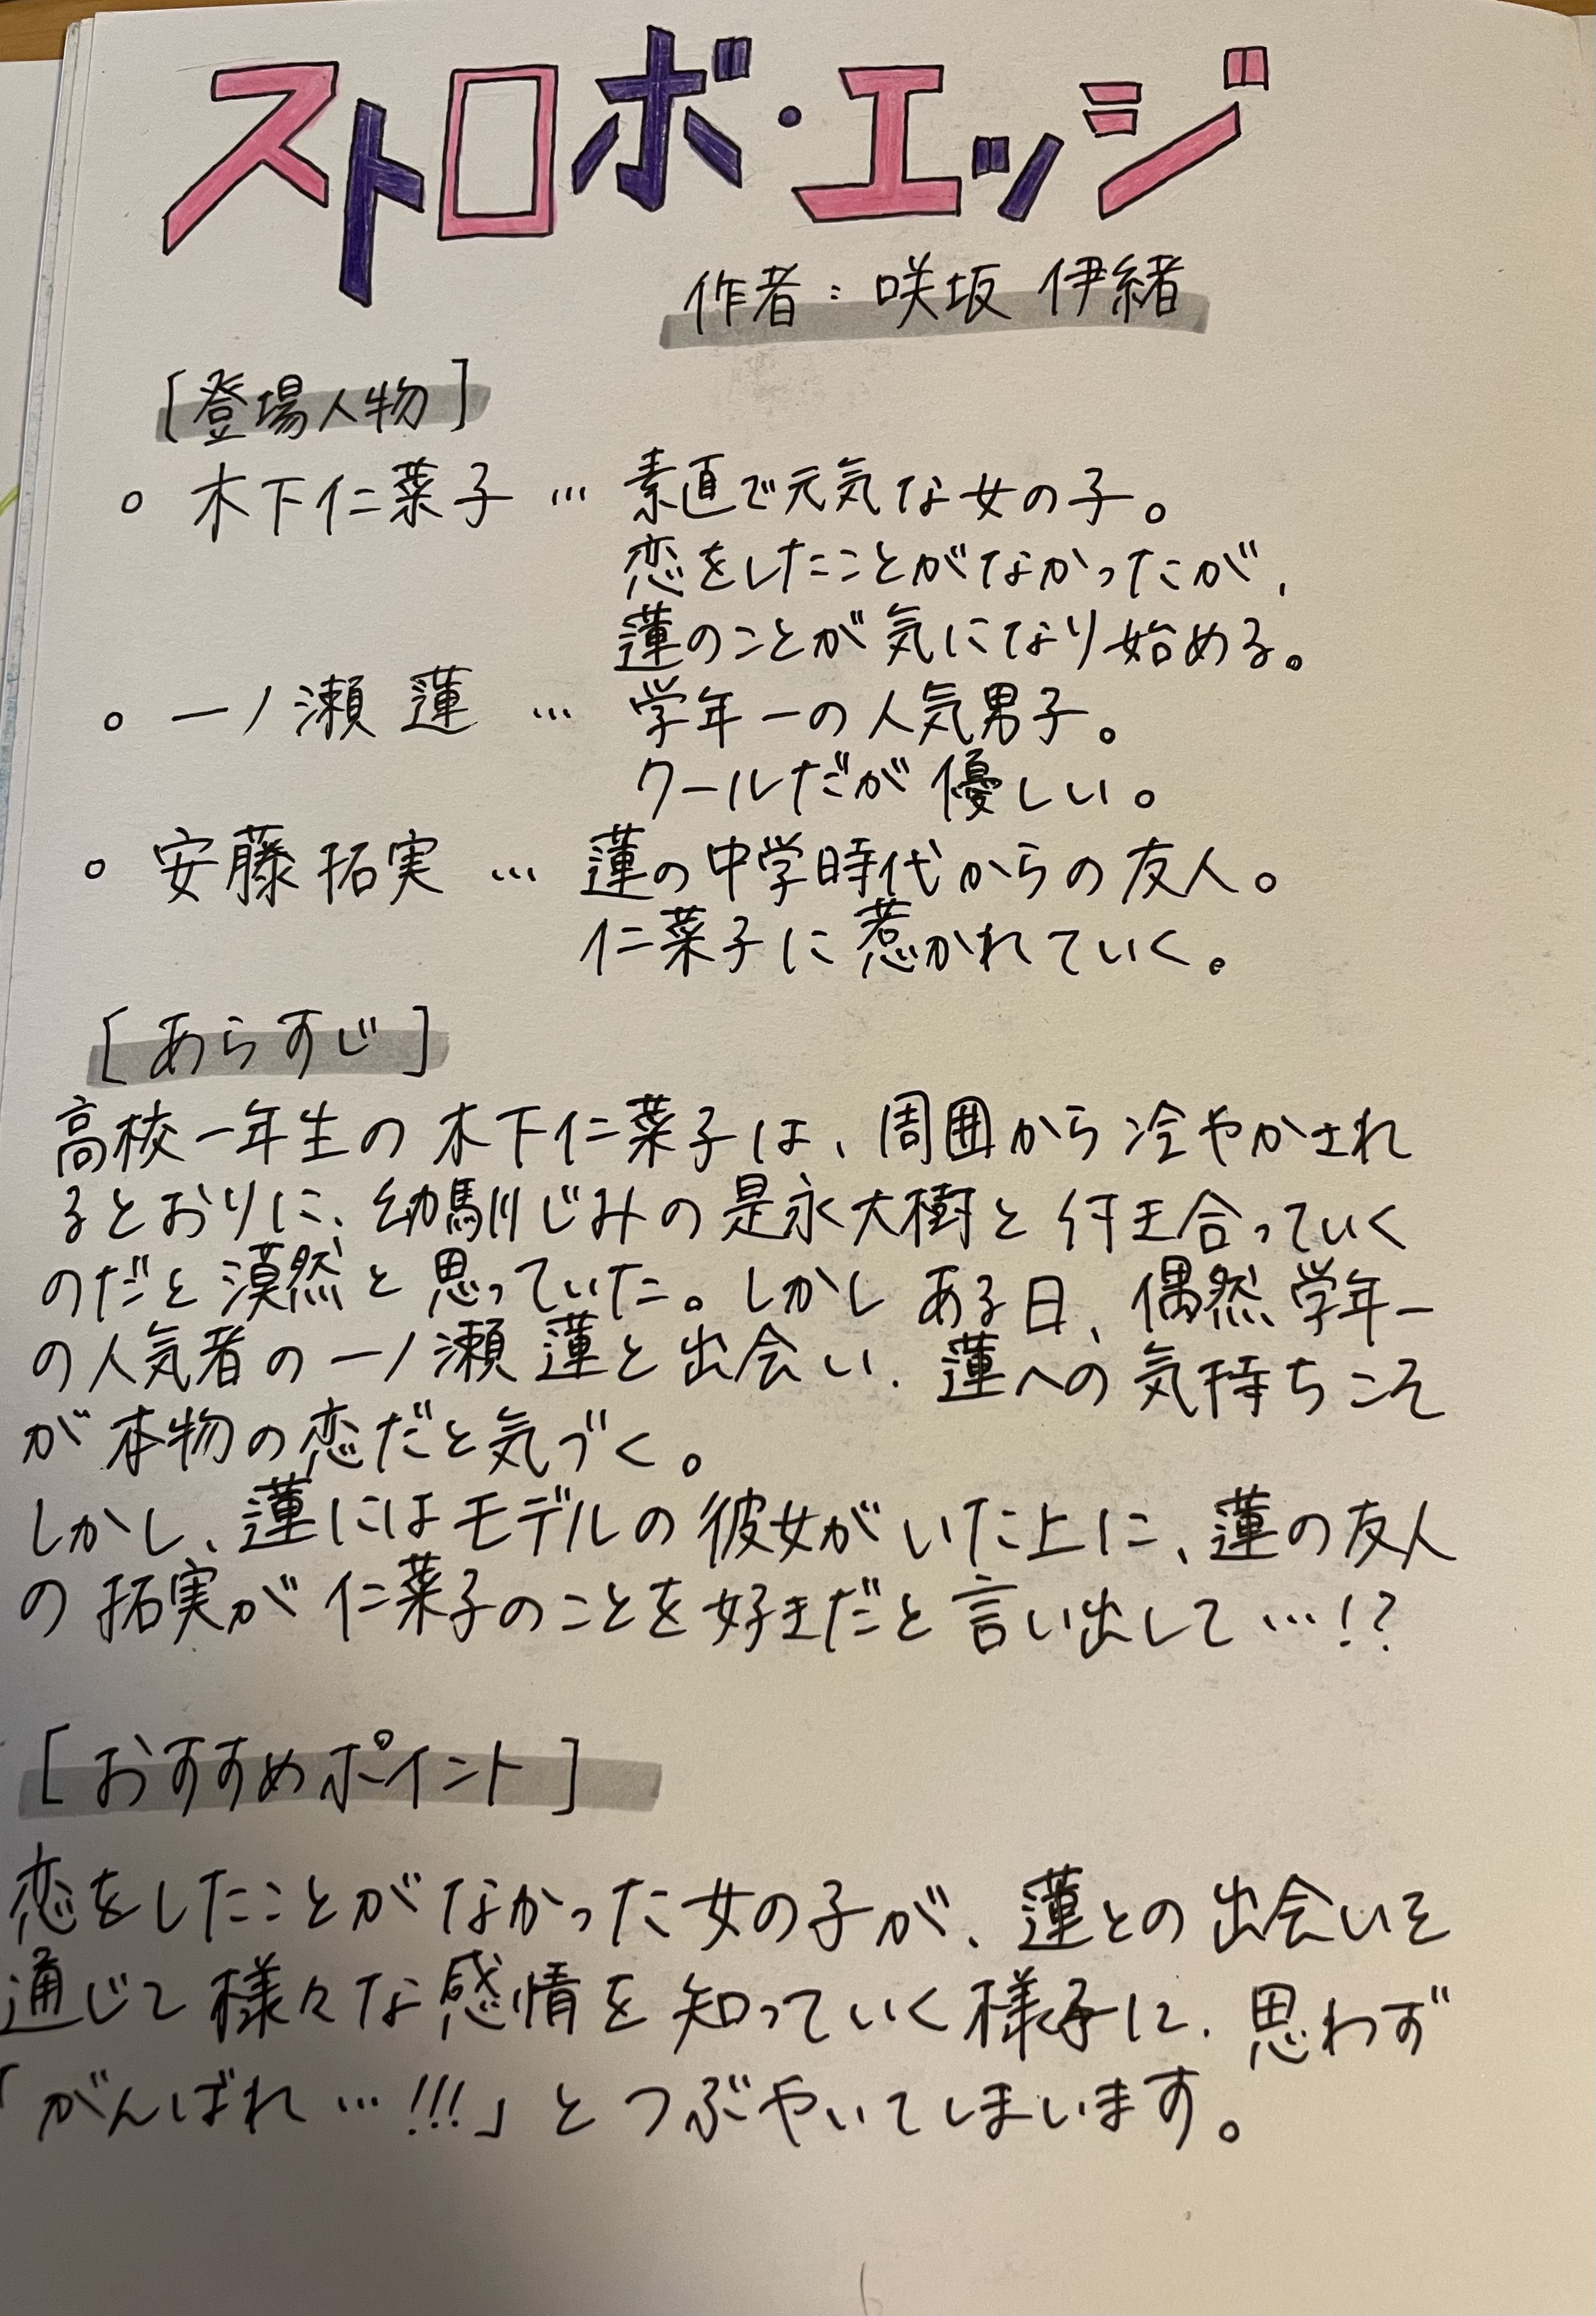 ストロボ・エッジ
作者：咲坂 伊緒
[登場人物]
○ 木下仁菜子 … 素直で元気な女の子。
恋をしたことがなかったが、
蓮のことが気になり始める。
○ 一ノ瀬 蓮 … 学年一の人気男子。
クールだが優しい。
○ 安藤拓実 … 蓮の中学時代からの友人。
仁菜子に惹かれていく。
[あらすじ]
高校一年生の木下仁菜子は、周囲から冷やかされ
るとおりに、幼馴じみの是永大樹と付き合っていく
のだと漠然と思っていた。しかしある日、偶然学年一
の人気者の一ノ瀬 蓮と出会い、蓮への気持ちこそ
が本物の恋だと気づく。
しかし、蓮にはモデルの彼女がいた上に、蓮の友人
の拓実が仁菜子のことを好きだと言い出して…!?
[おすすめポイント]
恋をしたことがなかった女の子が、蓮との出会いを
通じて様々な感情を知っていく様子に、思わず
「がんばれ…!!!」とつぶやいてしまいます。